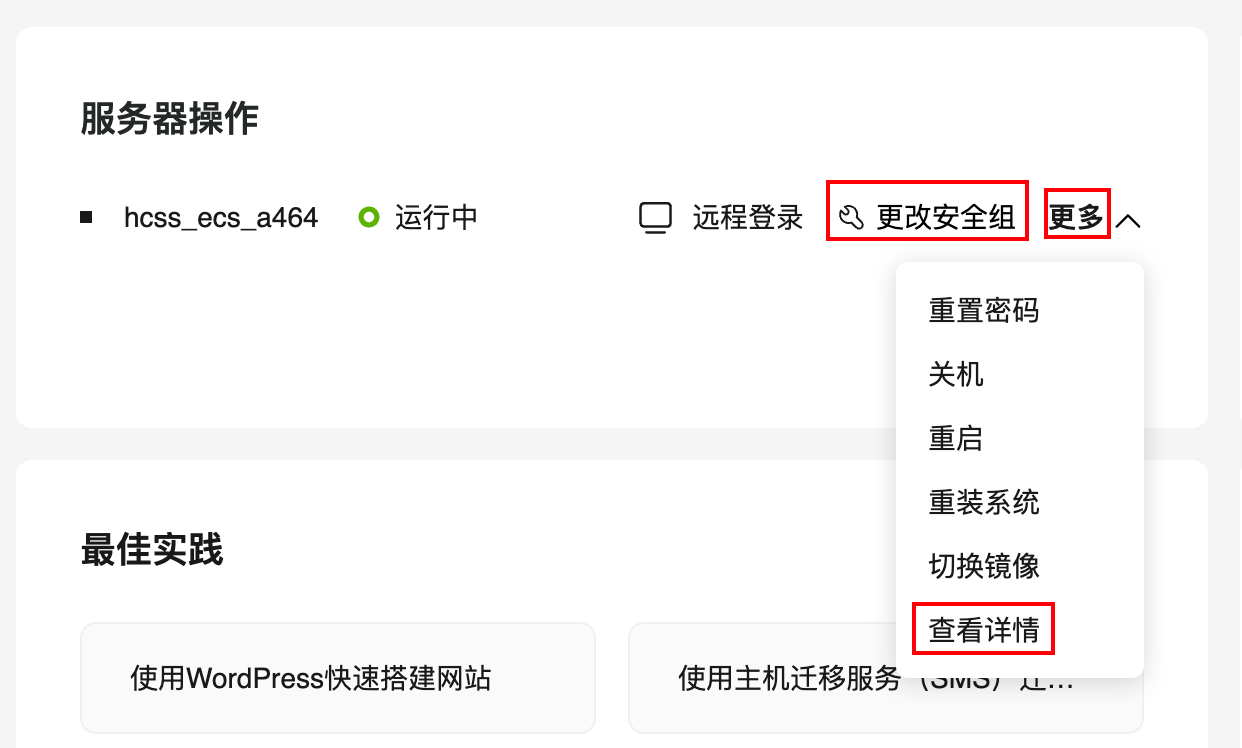 服务器操作
hcss_ecs_a464 运行中 远程登录 更改安全组 更多
重置密码
关机
重启
重装系统
切换镜像
查看详情
最佳实践
使用WordPress快速搭建网站
使用主机迁移服务（SMS）迁...